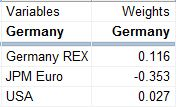 Variables Weights
Germany Germany
Germany REX 0.116
JPM Euro -0.353
USA 0.027